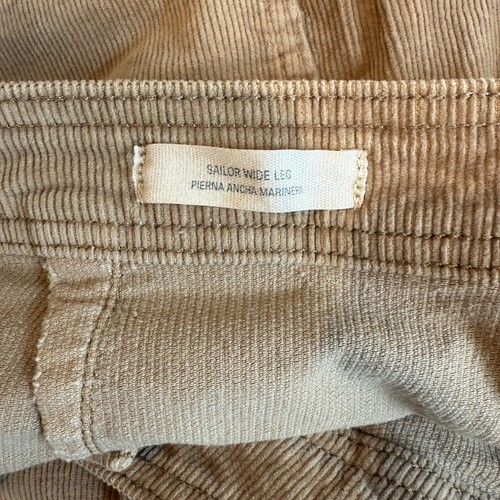 SAILOR WIDE LEG
PIERNA ANCHA MARINERA